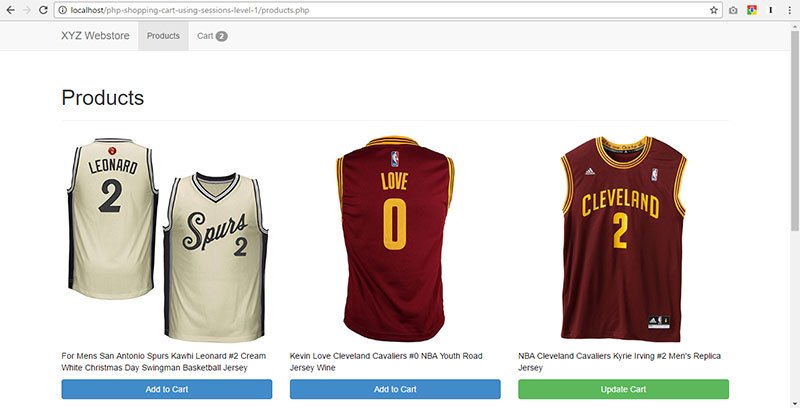 localhost/php-shopping-cart-using-sessions-level-1/products.php
XYZ Webstore Products Cart 2
Products
LEONARD
2
Spurs
2
LOVE
0
CLEVELAND
2
adidas
For Mens San Antonio Spurs Kawhi Leonard #2 Cream
White Christmas Day Swingman Basketball Jersey
Kevin Love Cleveland Cavaliers #0 NBA Youth Road
Jersey Wine
NBA Cleveland Cavaliers Kyrie Irving #2 Men's Replica
Jersey
Add to Cart
Add to Cart
Update Cart